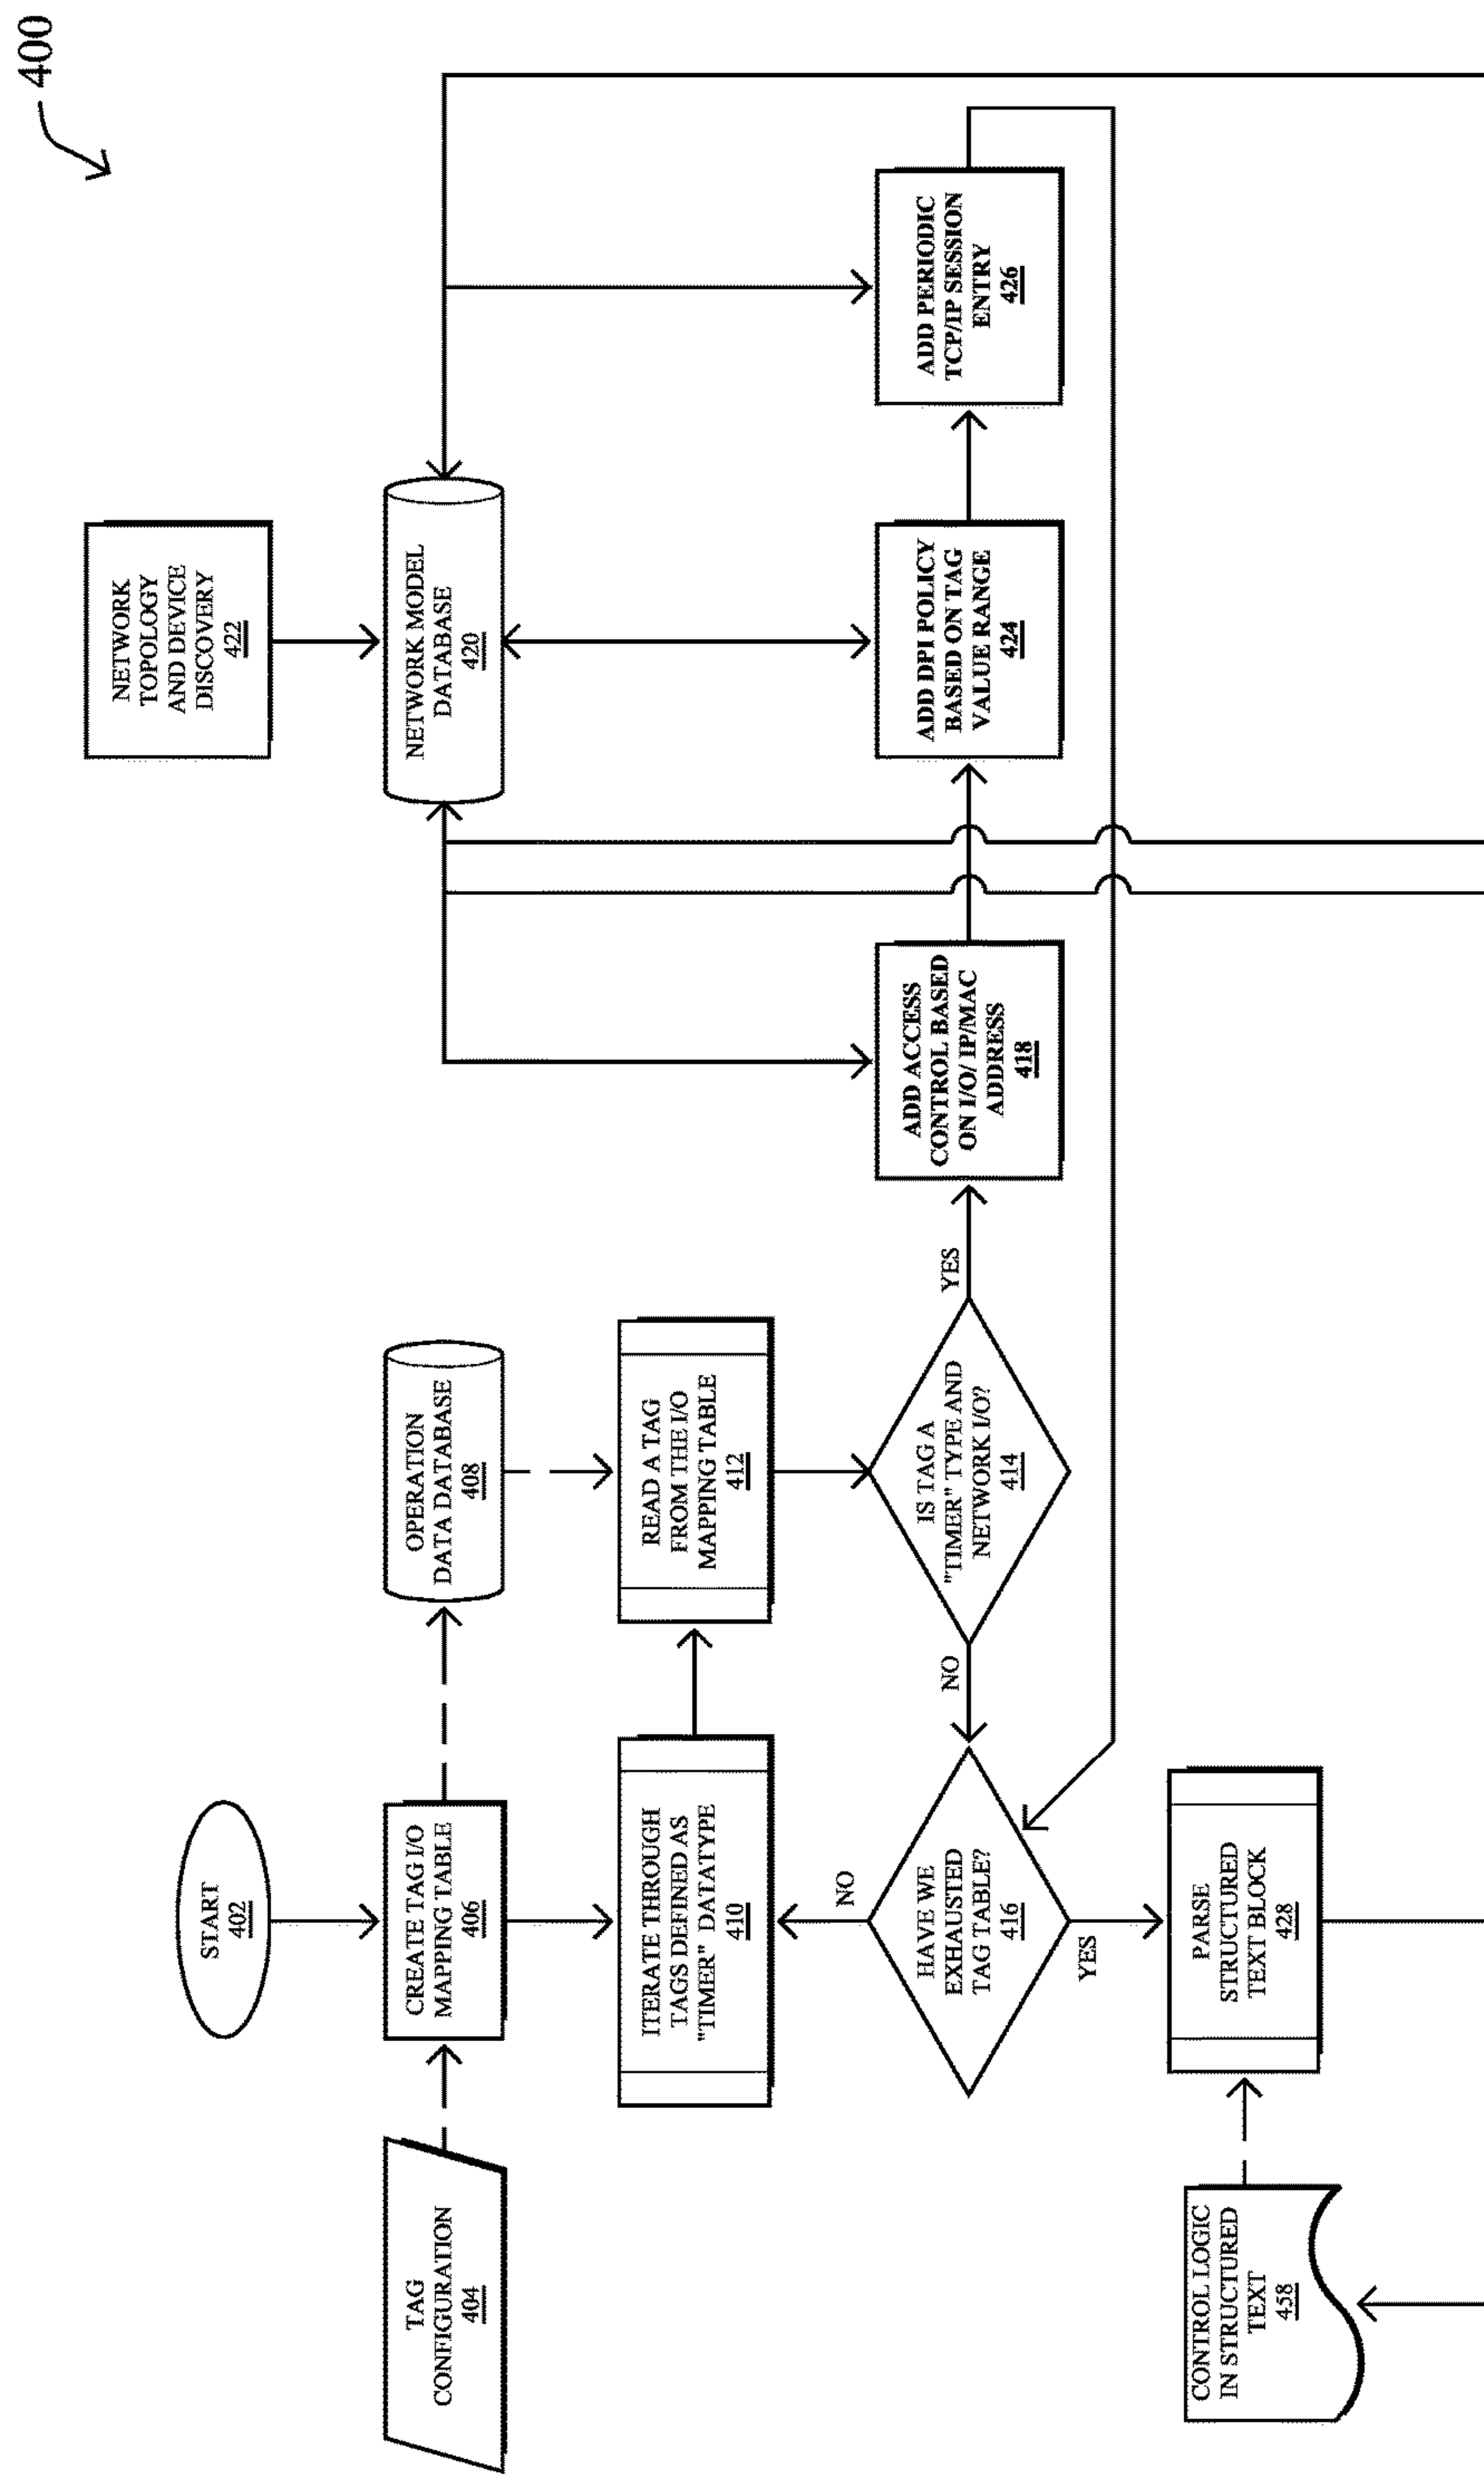 400
START
402
TAG
CONFIGURATION
404
CREATE TAG I/O
MAPPING TABLE
406
OPERATION
DATA DATABASE
408
NETWORK MODEL
DATABASE
420
NETWORK
TOPOLOGY
AND DEVICE
DISCOVERY
422
ITERATE THROUGH
TAGS DEFINED AS
"TIMER" DATATYPE
410
READ A TAG
FROM THE I/O
MAPPING TABLE
412
NO
HAVE WE
EXHAUSTED
TAG TABLE?
416
YES
NO
IS TAG A
"TIMER" TYPE AND
NETWORK I/O?
414
YES
ADD ACCESS
CONTROL BASED
ON I/O/ IP/MAC
ADDRESS
418
ADD DPI POLICY
BASED ON TAG
VALUE RANGE
424
ADD PERIODIC
TCP/IP SESSION
ENTRY
426
CONTROL LOGIC
IN STRUCTURED
TEXT
458
PARSE
STRUCTURED
TEXT BLOCK
428